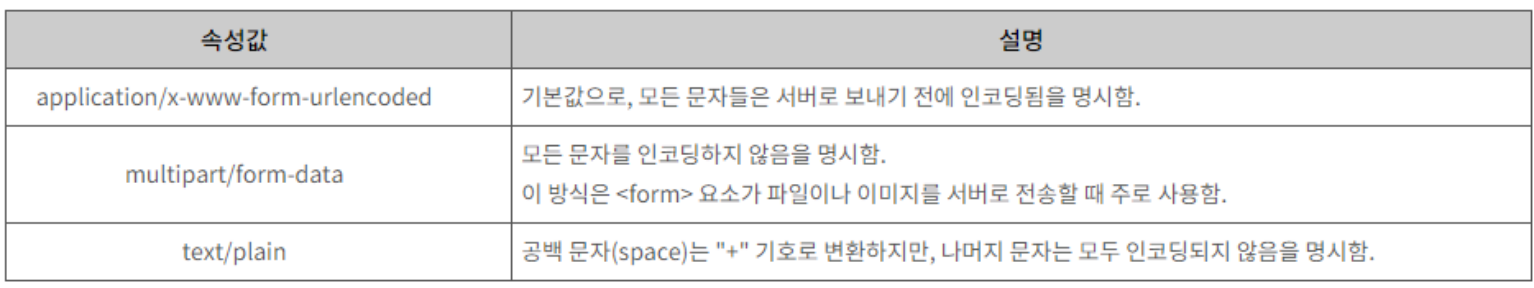 속성값
설명
application/x-www-form-urlencoded
기본값으로, 모든 문자들은 서버로 보내기 전에 인코딩됨을 명시함.
multipart/form-data
모든 문자를 인코딩하지 않음을 명시함.
이 방식은 <form> 요소가 파일이나 이미지를 서버로 전송할 때 주로 사용함.
text/plain
공백 문자(space)는 "+" 기호로 변환하지만, 나머지 문자는 모두 인코딩되지 않음을 명시함.